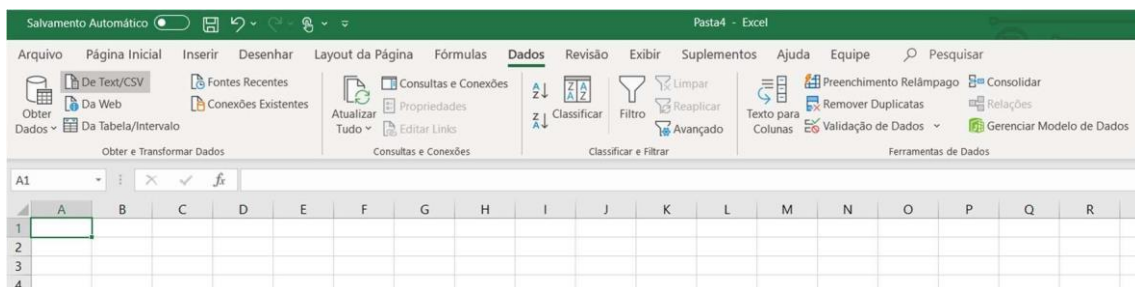 Salvamento Automático
Pasta4 - Excel
Arquivo Página Inicial Inserir Desenhar Layout da Página Fórmulas Dados Revisão Exibir Suplementos Ajuda Equipe Pesquisar
Obter Dados
De Text/CSV
Da Web
Da Tabela/Intervalo
Fontes Recentes
Conexões Existentes
Obter e Transformar Dados
Atualizar Tudo
Consultas e Conexões
Propriedades
Editar Links
Consultas e Conexões
Classificar
Filtro
Limpar
Reaplicar
Avançado
Classificar e Filtrar
Texto para Colunas
Preenchimento Relâmpago
Remover Duplicatas
Validação de Dados
Consolidar
Relações
Gerenciar Modelo de Dados
Ferramentas de Dados
A1
fx
A B C D E F G H I J K L M N O P Q R
1
2
3
4